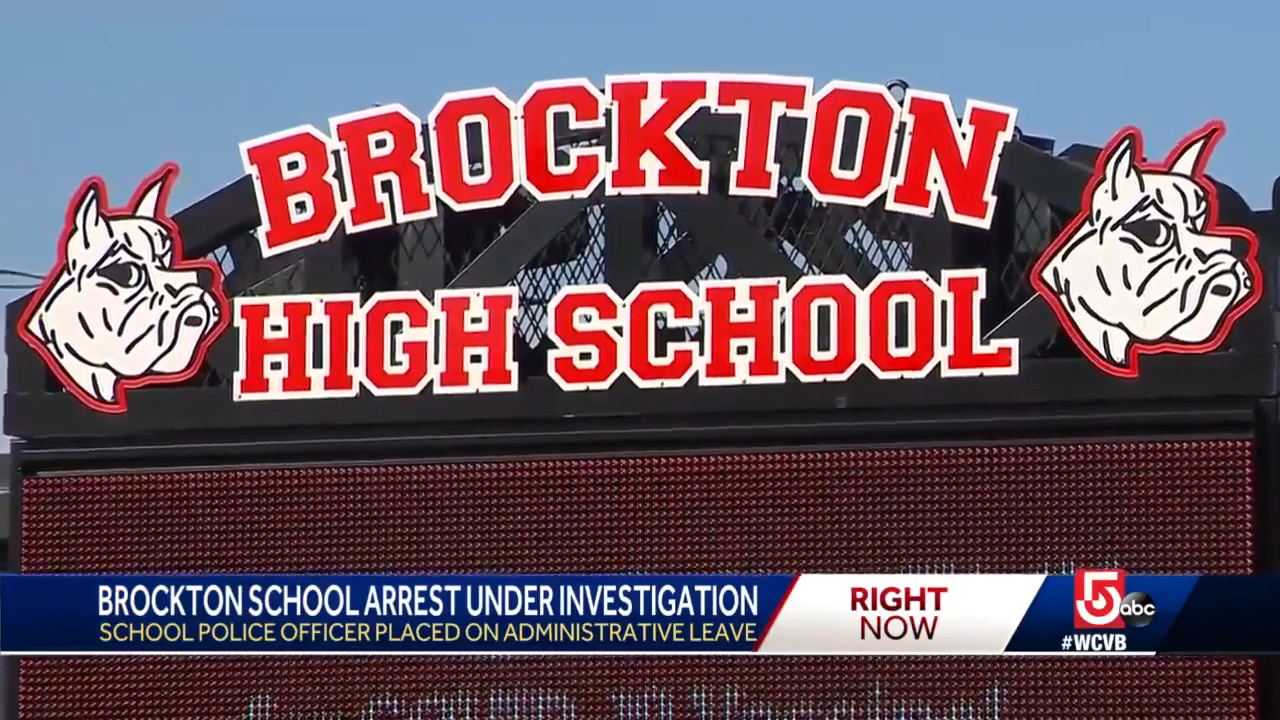 BROCKTON
HIGH SCHOOL
BROCKTON SCHOOL ARREST UNDER INVESTIGATION
SCHOOL POLICE OFFICER PLACED ON ADMINISTRATIVE LEAVE
RIGHT
NOW
5
abc
#WCVB